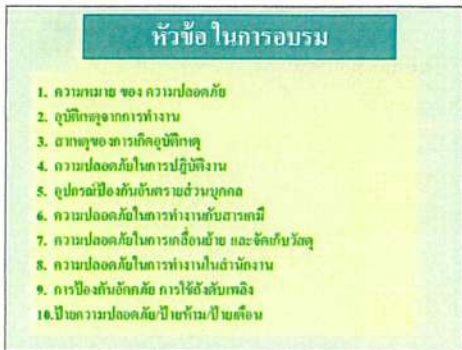 หัวข้อ ในการอบรม
1. ความหมาย ของ ความปลอดภัย
2. อุบัติเหตุจากการทำงาน
3. สาเหตุของการเกิดอุบัติเหตุ
4. ความปลอดภัยในการปฎิบัติงาน
5. อุปกรณ์ป้องกันอันตรายส่วนบุคคล
6. ความปลอดภัยในการทำงานกับสารเคมี
7. ความปลอดภัยในการเคลื่อนย้าย และจัดเก็บวัสดุ
8. ความปลอดภัยในการทำงานในสำนักงาน
9. การป้องกันอัคคภัย การใช้ถังดับเพลิง
10.ป้ายความปลอดภัย/ป้ายห้าม/ป้ายเตือน